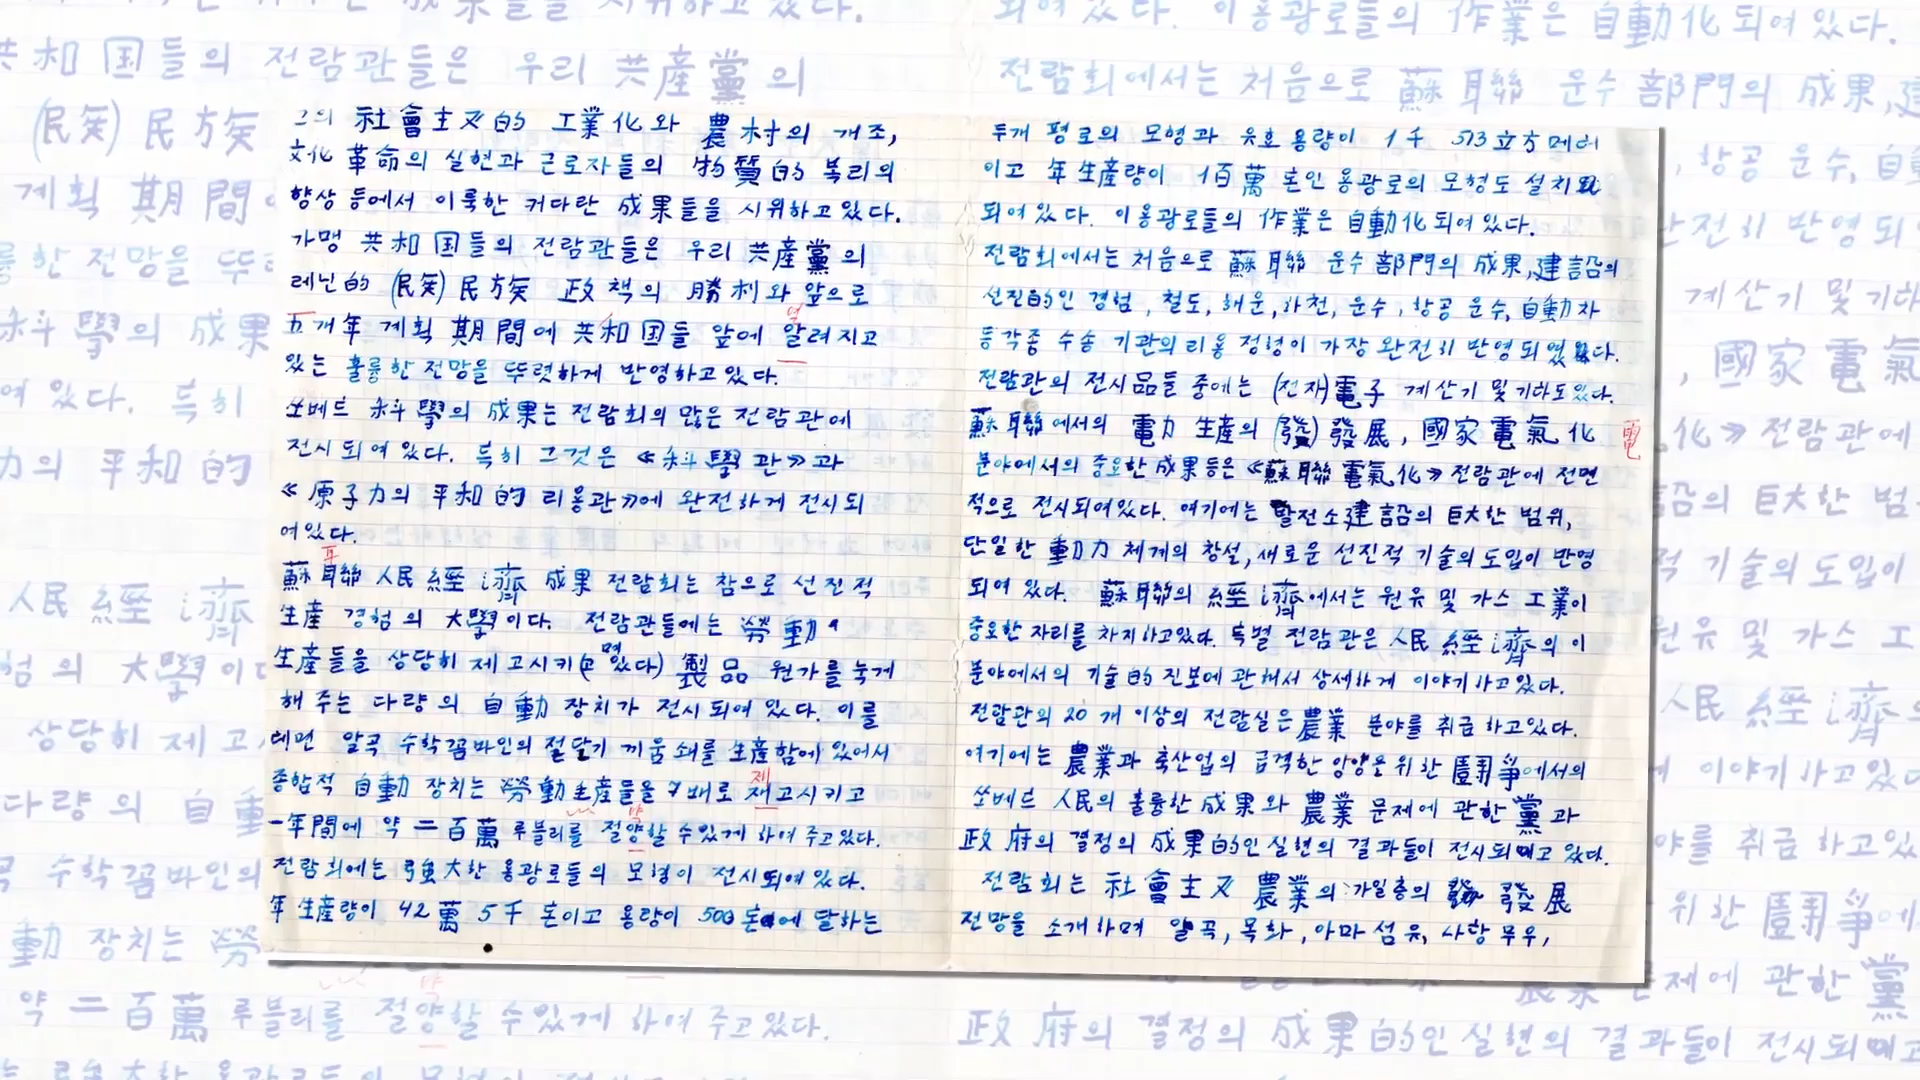 그의 社會主义的 工業化와 農村의 개조,
文化 革命의 실현과 근로자들의 物質的 복리의
향상 등에서 이룩한 커다란 成果들을 시위하고있다.
가맹 共和国들의 전람관들은 우리 共産黨의
레닌的 (民矦) 民族 政策의 勝利와 앞으로
五개年 계획 期間에 共和国들 앞에 알려지고
있는 훌륭한 전망을 뚜렷하게 반영하고있다.
쏘베트 科學의 成果는 전람회의 많은 전람관에
전시되여있다. 특히 그것은 《科學관》과
《原子力의 平和的 리용관》에 완전하게 전시되
여있다.
蘇聯 人民 經濟 成果 전람회는 참으로 선진적
生産 경험의 大學이다. 전람관들에는 勞動
生産들을 상당히 제고시키(고있다)며 製品 원가를 눅게
해주는 다량의 自動 장치가 전시되여있다. 이를
테면 알곡 수학꼼바인의 절달기 끼움쇄를 生産함에 있어서
종합적 自動 장치는 勞動生産들을 7배로 재고시키고 제
一年間에 약 二百萬 루블리를 절양할 수있게 하여주고있다. 약
전람회에는 強大한 용광로들의 모형이 전시되여있다.
年生産량이 42萬 5千 톤이고 용량이 500톤에 달하는
두개 평로의 모형과 유효용량이 1千 513立方메터
이고 年生産량이 1百萬 톤인 용광로의 모형도 설치
되여있다. 이용광로들의 作業은 自動化되여있다.
전람회에서는 처음으로 蘇聯 운수部門의 成果, 建設의
선진的인 경험, 철도, 해운, 하천, 운수, 항공 운수, 自動차
등각종 수송 기관의 리용 정형이 가장 완전히 반영되였다.
전람관의 전시品들 중에는 (전자)電子 계산기 및기타도있다.
蘇聯에서의 電力 生産의 (發)發展, 國家電氣化 電
분야에서의 중요한 成果등은 《蘇聯電氣化》전람관에 전면
적으로 전시되여있다. 여기에는 발전소建設의 巨大한 범위,
단일한 動力 체계의 창설, 새로운 선진적 기술의 도입이 반영
되여있다. 蘇聯의 經濟에서는 원유 및 가스 工業이
중요한 자리를 차지하고있다. 특별 전람관은 人民 經濟의 이
분야에서의 기술的 진보에 관해서 상세하게 이야기하고있다.
전람관의 20개 이상의 전람실은 農業 분야를 취급하고있다.
여기에는 農業과 축산업의 급격한 앙양을 위한 鬪爭에서의
쏘베트 人民의 훌륭한 成果와 農業 문제에 관한 黨과
政府의 결정의 成果的인 실현의 결과들이 전시되고 있다.
전람회는 社會主义 農業의 가일층의 發展
전망을 소개하며 알곡, 목화, 아마섬유, 사탕무우,